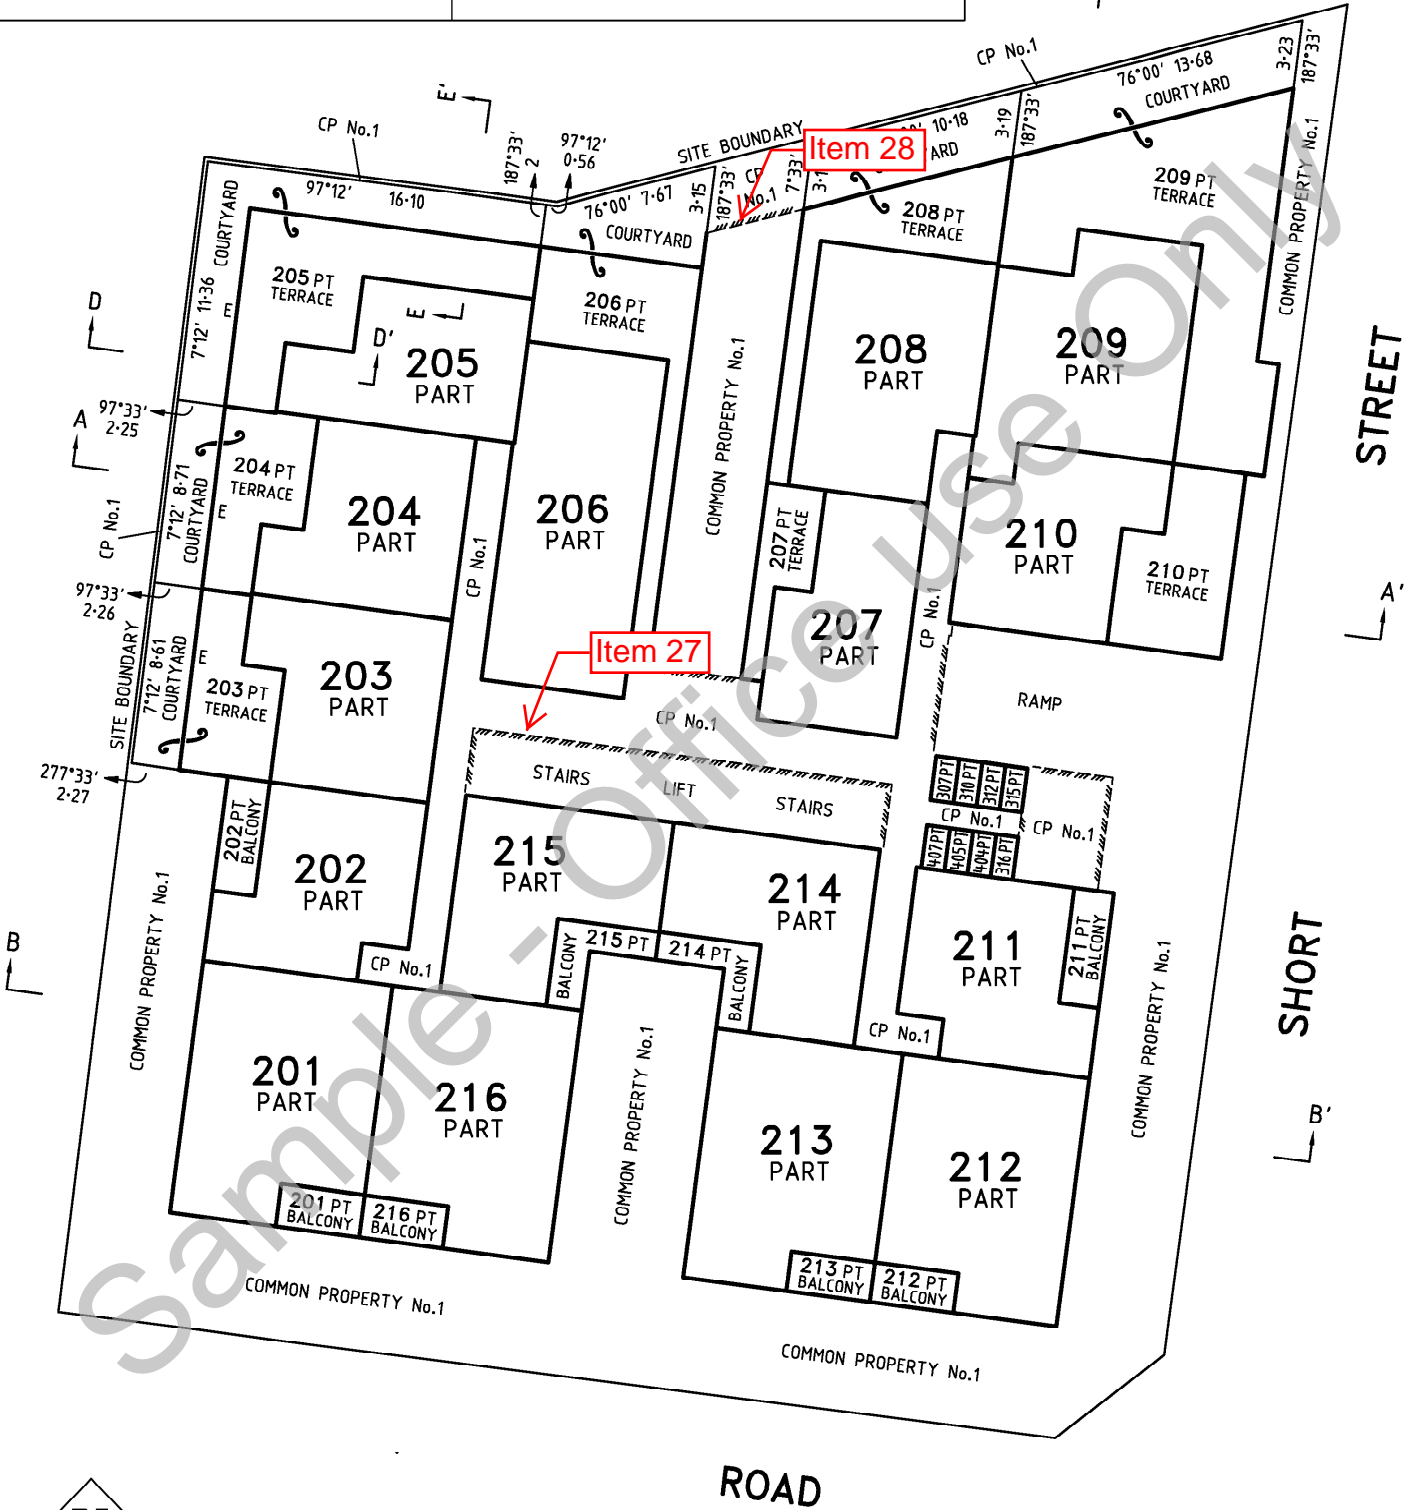 CP No.1
76°00' 13·68
COURTYARD
3·23
187°33'
E'
CP No.1
187°33'
2
97°12'
0·56
SITE BOUNDARY
Item 28
10·18
ARD
3·19
187°33'
COURTYARD
97°12'
16·10
76°00' 7·67
COURTYARD
3·15
187°33'
CP
No.1
7°33'
208 PT
TERRACE
209 PT
TERRACE
COMMON PROPERTY No.1
7°12' 11·36
E
205 PT
TERRACE
206 PT
TERRACE
E
D
D'
205
PART
COMMON PROPERTY No.1
208
PART
209
PART
STREET
97°33'
2·25
A
204 PT
TERRACE
7°12' 8·71
COURTYARD
E
204
PART
CP No.1
206
PART
207 PT
TERRACE
210
PART
210 PT
TERRACE
CP No.1
97°33'
2·26
A'
CP No.1
207
PART
Item 27
SITE BOUNDARY
7°12' 8·61
COURTYARD
E
203 PT
TERRACE
203
PART
RAMP
CP No.1
277°33'
2·27
STAIRS
LIFT
STAIRS
307 PT
310 PT
312 PT
315 PT
CP No.1
CP No.1
407 PT
405 PT
404 PT
316 PT
202 PT
BALCONY
202
PART
215
PART
214
PART
211
PART
211 PT
BALCONY
SHORT
B
COMMON PROPERTY No.1
CP No.1
BALCONY
215 PT
214 PT
BALCONY
CP No.1
COMMON PROPERTY No.1
201
PART
216
PART
COMMON PROPERTY No.1
213
PART
212
PART
B'
201 PT
BALCONY
216 PT
BALCONY
213 PT
BALCONY
212 PT
BALCONY
COMMON PROPERTY No.1
COMMON PROPERTY No.1
ROAD
Sample - Office use Only